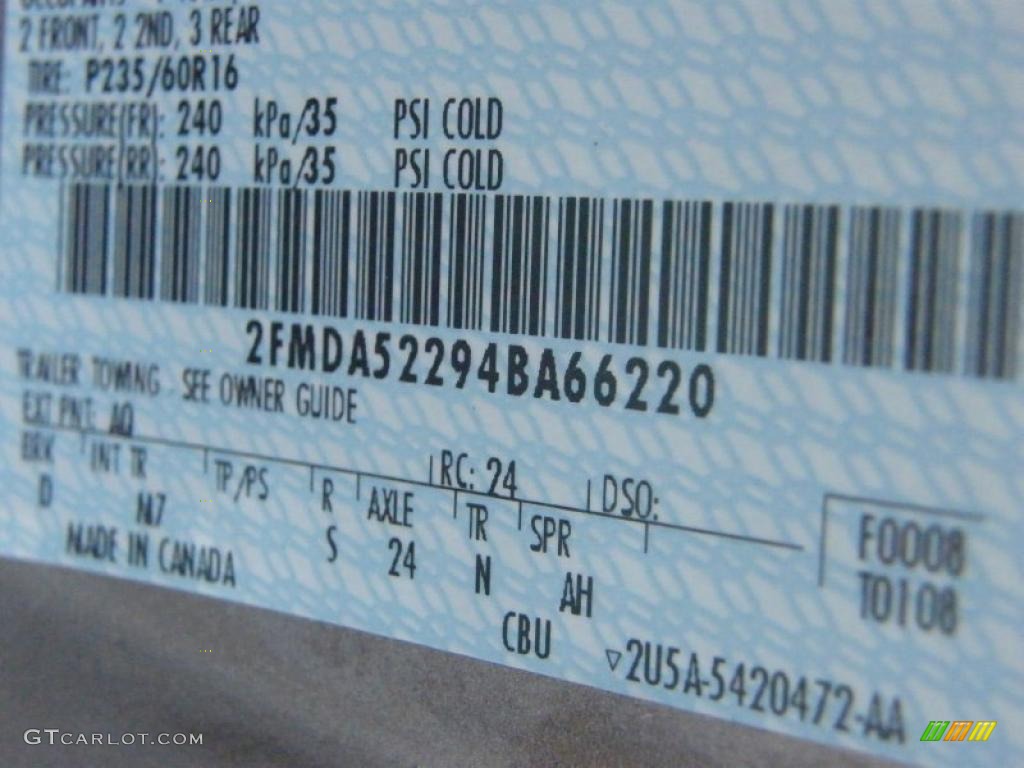 2 FRONT, 2 2ND, 3 REAR
TIRE: P235/60R16
PRESSURE(FR): 240 kPa/35 PSI COLD
PRESSURE(RR): 240 kPa/35 PSI COLD
2FMDA52294BA66220
TRAILER TOWING - SEE OWNER GUIDE
EXT PNT: AQ
RC: 24 DSO:
BRK INT TR TP/PS R AXLE TR SPR
D M7 S 24 N AH
F0008
T0108
MADE IN CANADA
CBU
▽2U5A-5420472-AA
GTCARLOT.COM